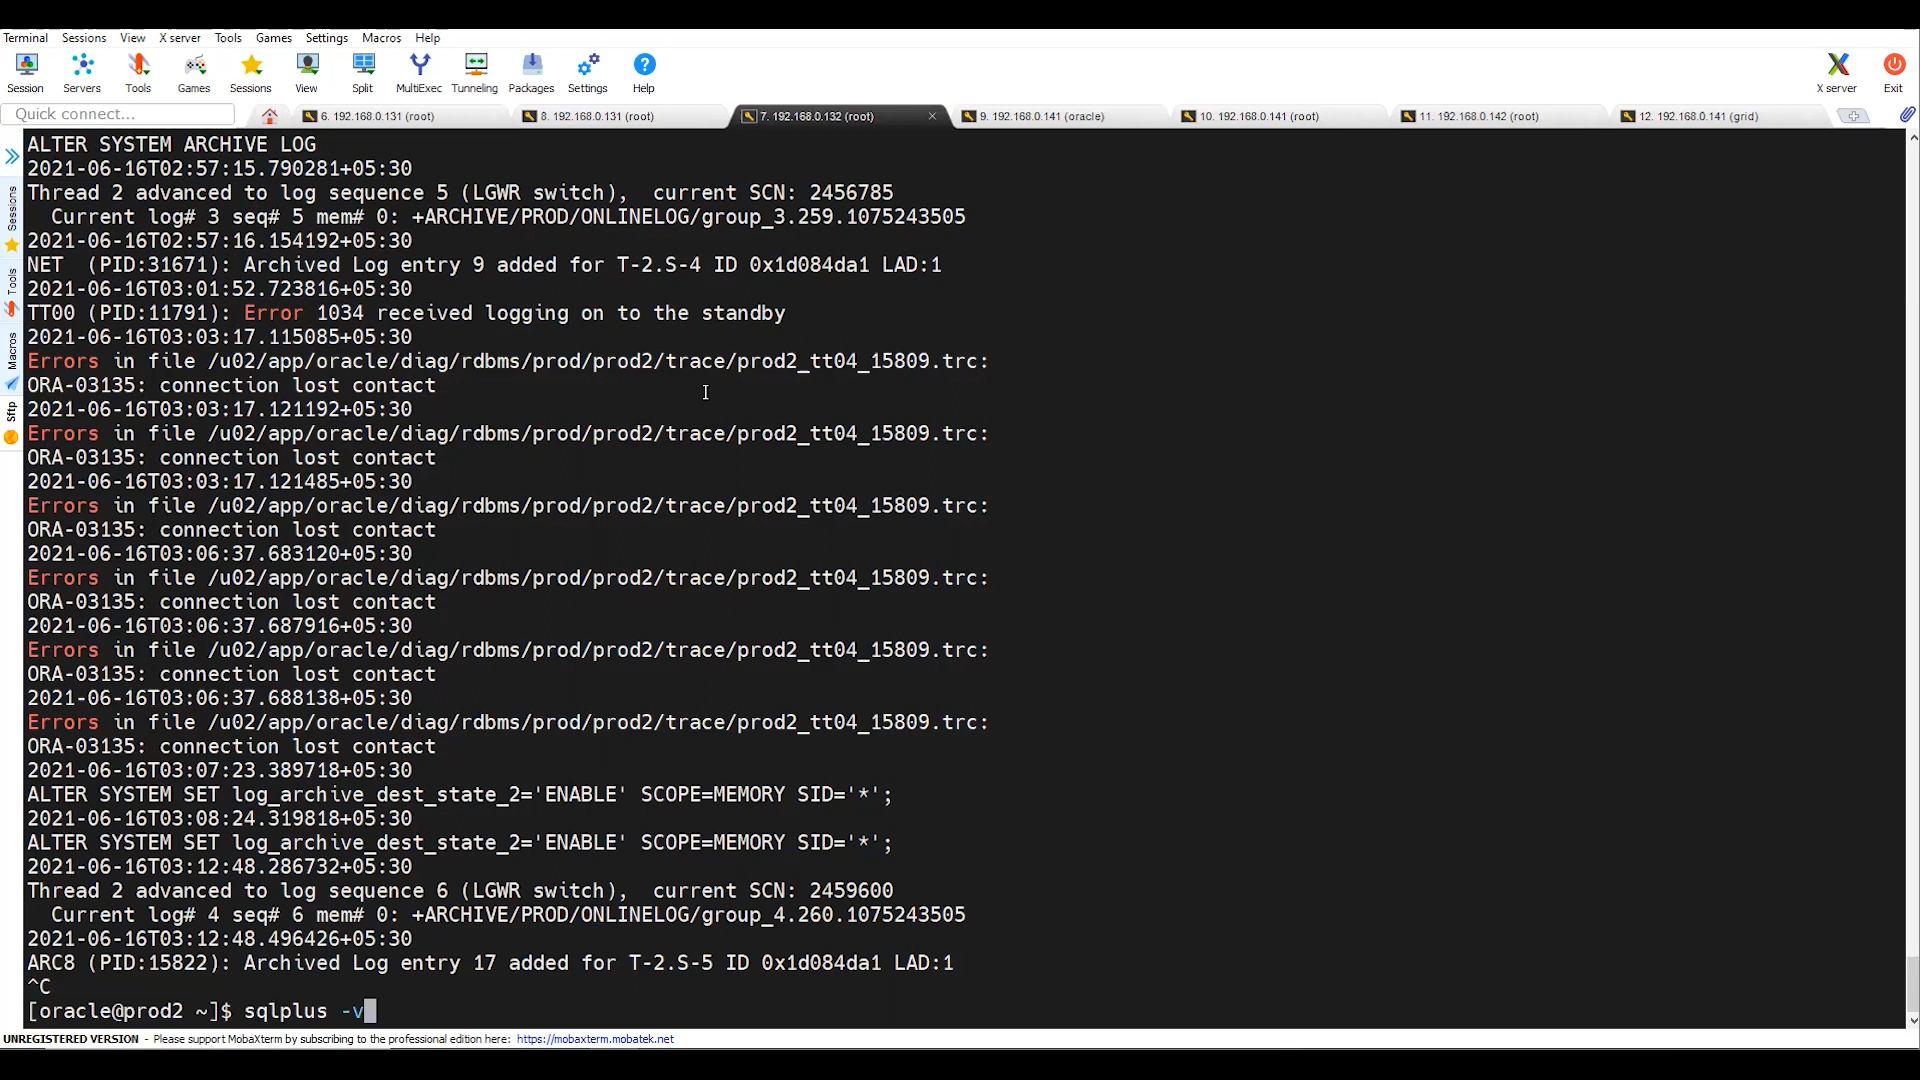 Terminal Sessions View X server Tools Games Settings Macros Help
Session Servers Tools Games Sessions View Split MultiExec Tunneling Packages Settings Help X server Exit
Quick connect... 6. 192.168.0.131 (root) 8. 192.168.0.131 (root) 7. 192.168.0.132 (root) 9. 192.168.0.141 (oracle) 10. 192.168.0.141 (root) 11. 192.168.0.142 (root) 12. 192.168.0.141 (grid)
Sessions
Tools
Macros
Sftp
ALTER SYSTEM ARCHIVE LOG
2021-06-16T02:57:15.790281+05:30
Thread 2 advanced to log sequence 5 (LGWR switch),  current SCN: 2456785
  Current log# 3 seq# 5 mem# 0: +ARCHIVE/PROD/ONLINELOG/group_3.259.1075243505
2021-06-16T02:57:16.154192+05:30
NET  (PID:31671): Archived Log entry 9 added for T-2.S-4 ID 0x1d084da1 LAD:1
2021-06-16T03:01:52.723816+05:30
TT00 (PID:11791): Error 1034 received logging on to the standby
2021-06-16T03:03:17.115085+05:30
Errors in file /u02/app/oracle/diag/rdbms/prod/prod2/trace/prod2_tt04_15809.trc:
ORA-03135: connection lost contact
2021-06-16T03:03:17.121192+05:30
Errors in file /u02/app/oracle/diag/rdbms/prod/prod2/trace/prod2_tt04_15809.trc:
ORA-03135: connection lost contact
2021-06-16T03:03:17.121485+05:30
Errors in file /u02/app/oracle/diag/rdbms/prod/prod2/trace/prod2_tt04_15809.trc:
ORA-03135: connection lost contact
2021-06-16T03:06:37.683120+05:30
Errors in file /u02/app/oracle/diag/rdbms/prod/prod2/trace/prod2_tt04_15809.trc:
ORA-03135: connection lost contact
2021-06-16T03:06:37.687916+05:30
Errors in file /u02/app/oracle/diag/rdbms/prod/prod2/trace/prod2_tt04_15809.trc:
ORA-03135: connection lost contact
2021-06-16T03:06:37.688138+05:30
Errors in file /u02/app/oracle/diag/rdbms/prod/prod2/trace/prod2_tt04_15809.trc:
ORA-03135: connection lost contact
2021-06-16T03:07:23.389718+05:30
ALTER SYSTEM SET log_archive_dest_state_2='ENABLE' SCOPE=MEMORY SID='*';
2021-06-16T03:08:24.319818+05:30
ALTER SYSTEM SET log_archive_dest_state_2='ENABLE' SCOPE=MEMORY SID='*';
2021-06-16T03:12:48.286732+05:30
Thread 2 advanced to log sequence 6 (LGWR switch),  current SCN: 2459600
  Current log# 4 seq# 6 mem# 0: +ARCHIVE/PROD/ONLINELOG/group_4.260.1075243505
2021-06-16T03:12:48.496426+05:30
ARC8 (PID:15822): Archived Log entry 17 added for T-2.S-5 ID 0x1d084da1 LAD:1
^C
[oracle@prod2 ~]$ sqlplus -v
UNREGISTERED VERSION - Please support MobaXterm by subscribing to the professional edition here: https://mobaxterm.mobatek.net